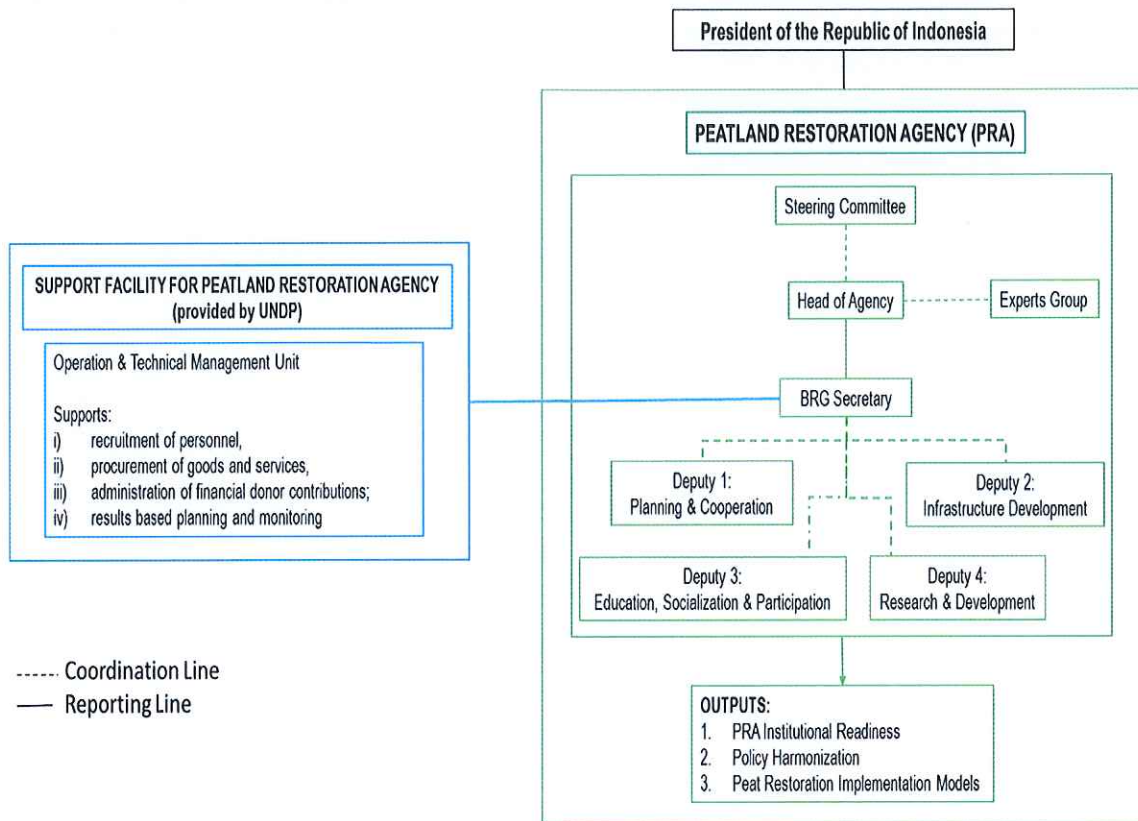 President of the Republic of Indonesia
PEATLAND RESTORATION AGENCY (PRA)
Steering Committee
Head of Agency
Experts Group
BRG Secretary
Deputy 1:
Planning & Cooperation
Deputy 2:
Infrastructure Development
Deputy 3:
Education, Socialization & Participation
Deputy 4:
Research & Development
OUTPUTS:
1. PRA Institutional Readiness
2. Policy Harmonization
3. Peat Restoration Implementation Models
SUPPORT FACILITY FOR PEATLAND RESTORATION AGENCY
(provided by UNDP)
Operation & Technical Management Unit
Supports:
i) recruitment of personnel,
ii) procurement of goods and services,
iii) administration of financial donor contributions;
iv) results based planning and monitoring
Coordination Line
Reporting Line